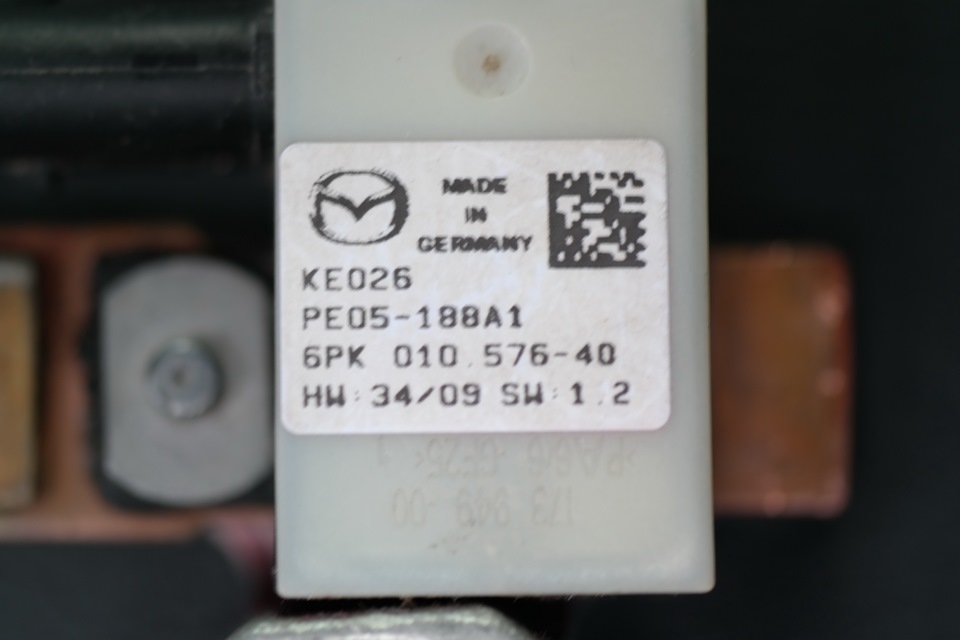 MADE
IN
GERMANY
KE026
PE05-188A1
6PK 010.576-40
HW:34/09 SW:1.2